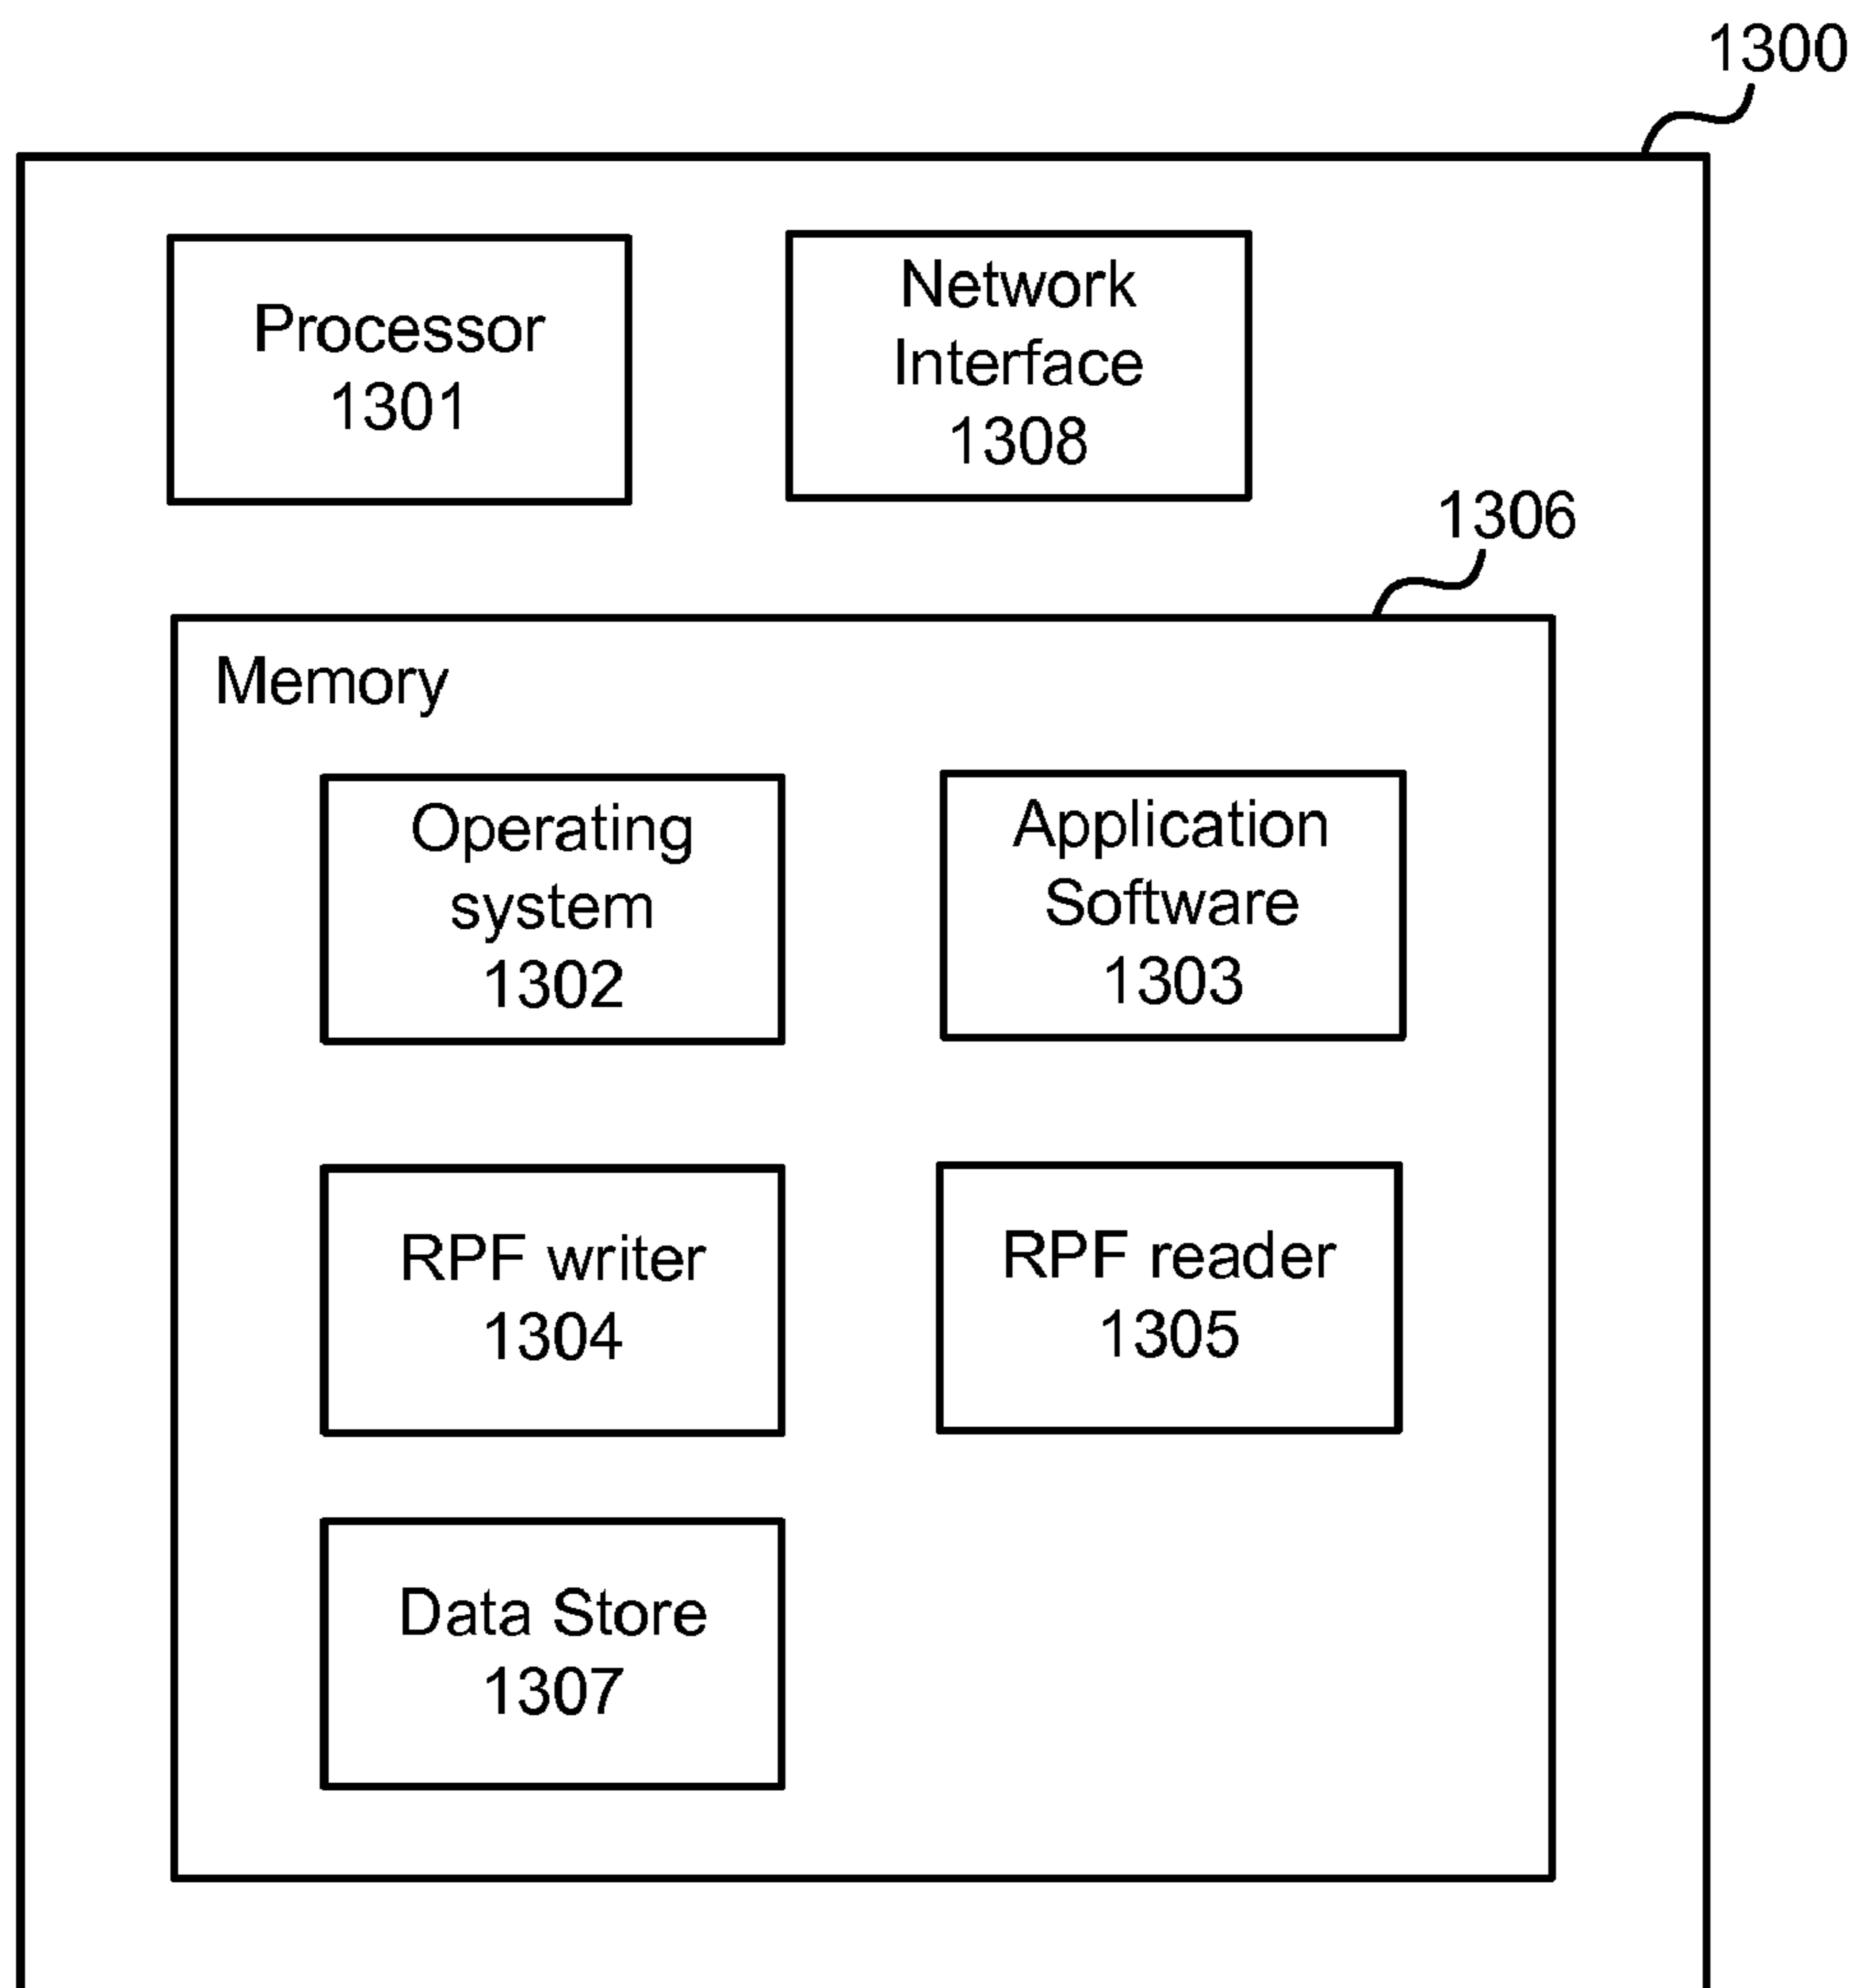 1300
Processor
1301
Network
Interface
1308
1306
Memory
Operating
system
1302
Application
Software
1303
RPF writer
1304
RPF reader
1305
Data Store
1307